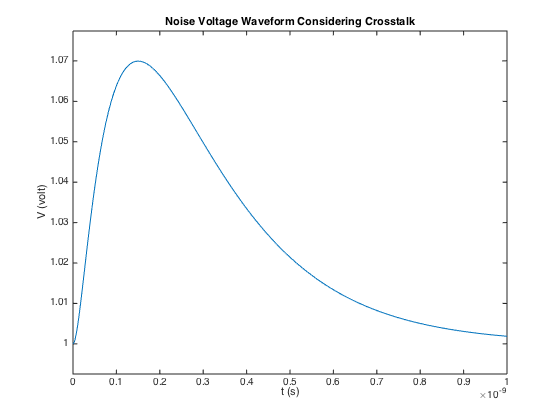 Noise Voltage Waveform Considering Crosstalk
1.07
1.06
1.05
1.04
1.03
1.02
1.01
1
V (volt)
0 0.1 0.2 0.3 0.4 0.5 0.6 0.7 0.8 0.9 1
t (s)
×10⁻⁹